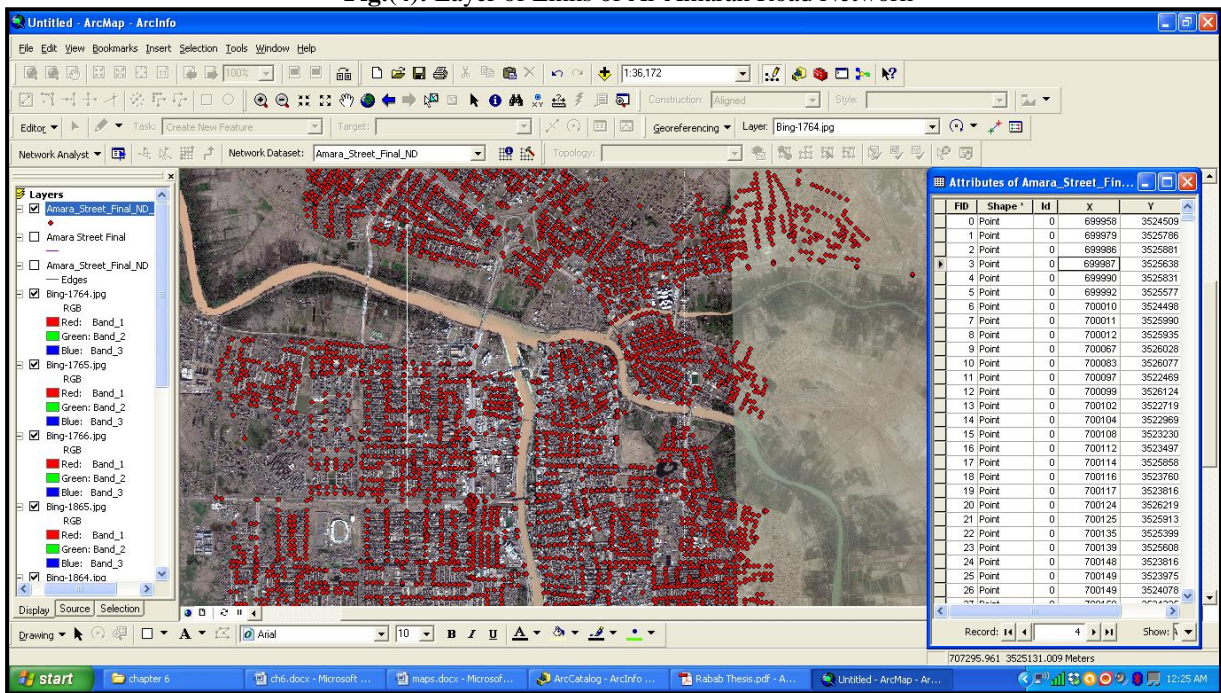 Fig.(4): Layer of Links of Al-Amarah Road Network
Untitled - ArcMap - ArcInfo
File Edit View Bookmarks Insert Selection Tools Window Help
100%
1:36,172
Construction: Aligned Style:
Editor Task: Create New Feature Target: Georeferencing Layer: Bing-1764.jpg
Network Analyst Network Dataset: Amara_Street_Final_ND Topology:
Layers
Amara_Street_Final_ND_
Amara Street Final
Amara_Street_Final_ND
Edges
Bing-1764.jpg
RGB
Red: Band_1
Green: Band_2
Blue: Band_3
Bing-1765.jpg
RGB
Red: Band_1
Green: Band_2
Blue: Band_3
Bing-1766.jpg
RGB
Red: Band_1
Green: Band_2
Blue: Band_3
Bing-1865.jpg
RGB
Red: Band_1
Green: Band_2
Blue: Band_3
Bing-1864.jpg
Display Source Selection
Attributes of Amara_Street_Fin...
FID Shape * Id X Y
0 Point 0 699958 3524509
1 Point 0 699979 3525786
2 Point 0 699986 3525881
3 Point 0 699987 3525638
4 Point 0 699990 3525831
5 Point 0 699992 3525577
6 Point 0 700010 3524498
7 Point 0 700011 3525990
8 Point 0 700012 3525935
9 Point 0 700067 3526028
10 Point 0 700083 3526077
11 Point 0 700097 3522469
12 Point 0 700099 3526124
13 Point 0 700102 3522719
14 Point 0 700104 3522969
15 Point 0 700108 3523230
16 Point 0 700112 3523497
17 Point 0 700114 3525858
18 Point 0 700116 3523760
19 Point 0 700117 3523816
20 Point 0 700124 3526219
21 Point 0 700125 3525913
22 Point 0 700135 3525399
23 Point 0 700139 3525608
24 Point 0 700148 3523816
25 Point 0 700149 3523975
26 Point 0 700149 3524078
Record: 4 Show:
Drawing A Arial 10 B I U A
707295.961 3525131.009 Meters
start chapter 6 ch6.docx - Microsoft ... maps.docx - Microsof... ArcCatalog - ArcInfo ... Rabab Thesis.pdf - A... Untitled - ArcMap - Ar... 12:25 AM